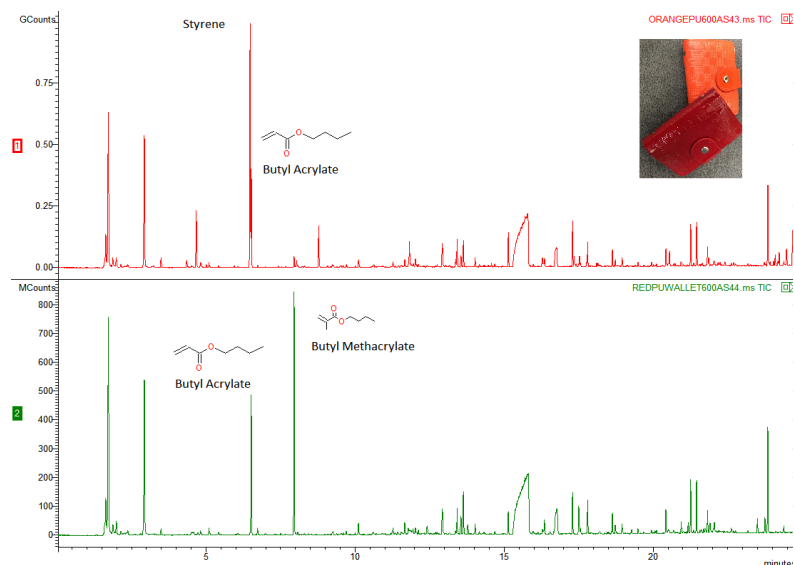 GCounts
ORANGEPU600AS43.ms TIC
Styrene
0.75
1
0.50
O
O
Butyl Acrylate
0.25
0.00
MCounts
REDPUWALLET600AS44.ms TIC
800
O
O
Butyl Methacrylate
700
600
O
O
Butyl Acrylate
500
2
400
300
200
100
0
5
10
15
20
minutes